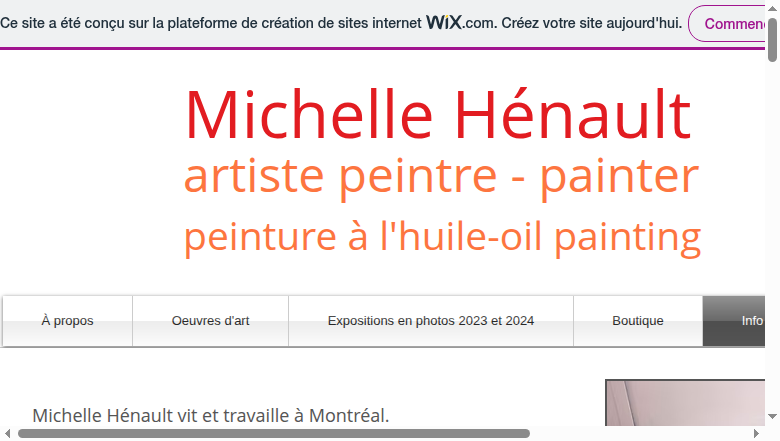 Ce site a été conçu sur la plateforme de création de sites internet WiX.com. Créez votre site aujourd'hui. Commenc
Michelle Hénault
artiste peintre - painter
peinture à l'huile-oil painting
À propos Oeuvres d'art Expositions en photos 2023 et 2024 Boutique Info
Michelle Hénault vit et travaille à Montréal.